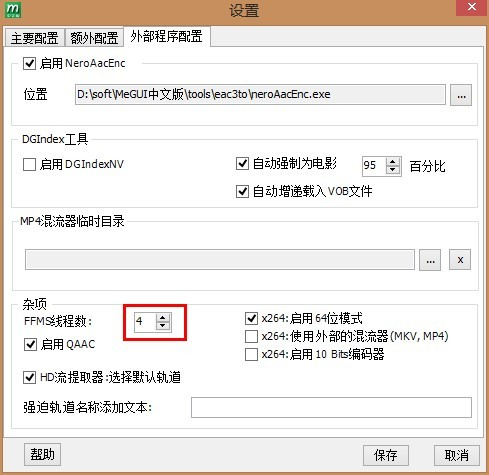 设置
主要配置 额外配置 外部程序配置
启用 NeroAacEnc
位置 D:\soft\MeGUI中文版\tools\eac3to\neroAacEnc.exe ...
DGIndex工具
启用 DGIndexNV 自动强制为电影 95 百分比
自动增递载入 VOB文件
MP4混流器临时目录
... x
杂项
FFMS线程数: 4 x264:启用 64位模式
x264:使用外部的混流器(MKV, MP4)
启用 QAAC x264:启用 10 Bits编码器
HD流提取器:选择默认轨道
强迫轨道名称添加文本:
帮助 保存 取消